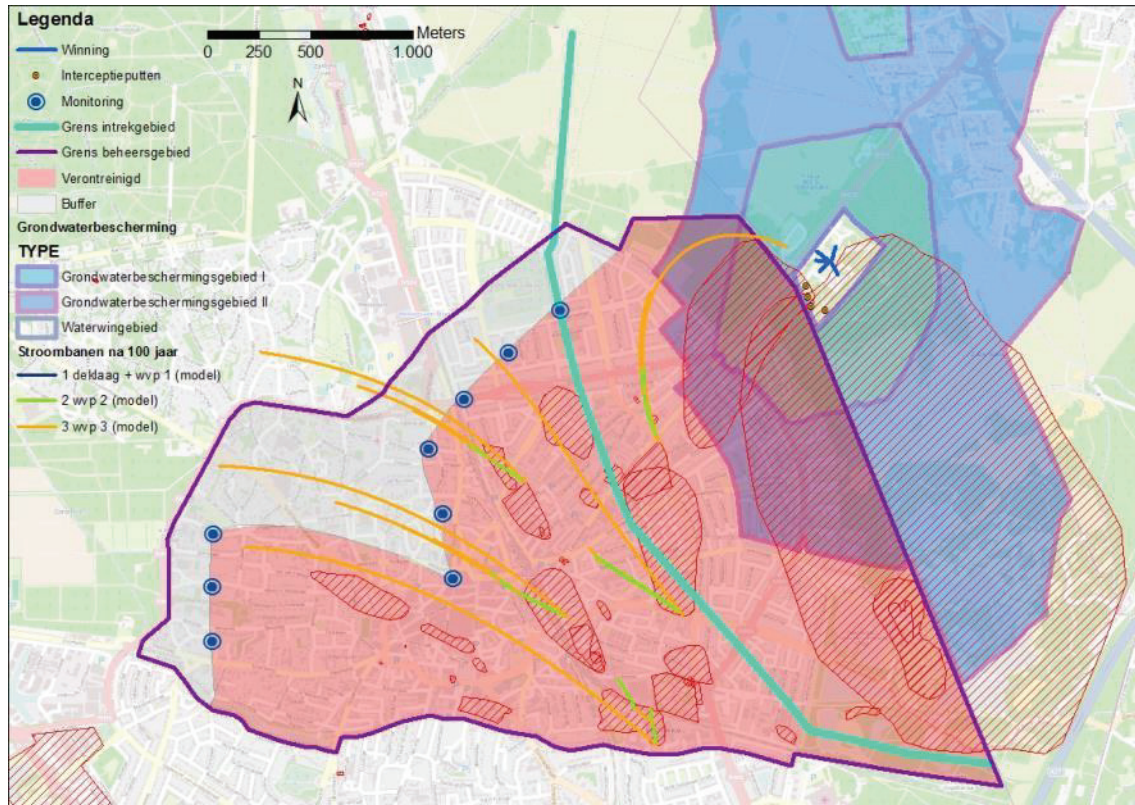 Legenda
Winning
Interceptieputten
Monitoring
Grens intrekgebied
Grens beheersgebied
Verontreinigd
Buffer
Grondwaterbescherming
TYPE
Grondwaterbeschermingsgebied I
Grondwaterbeschermingsgebied II
Waterwingebied
Stroombanen na 100 jaar
1 deklaag + wvp 1 (model)
2 wvp 2 (model)
3 wvp 3 (model)
Meters
0 250 500 1.000
N